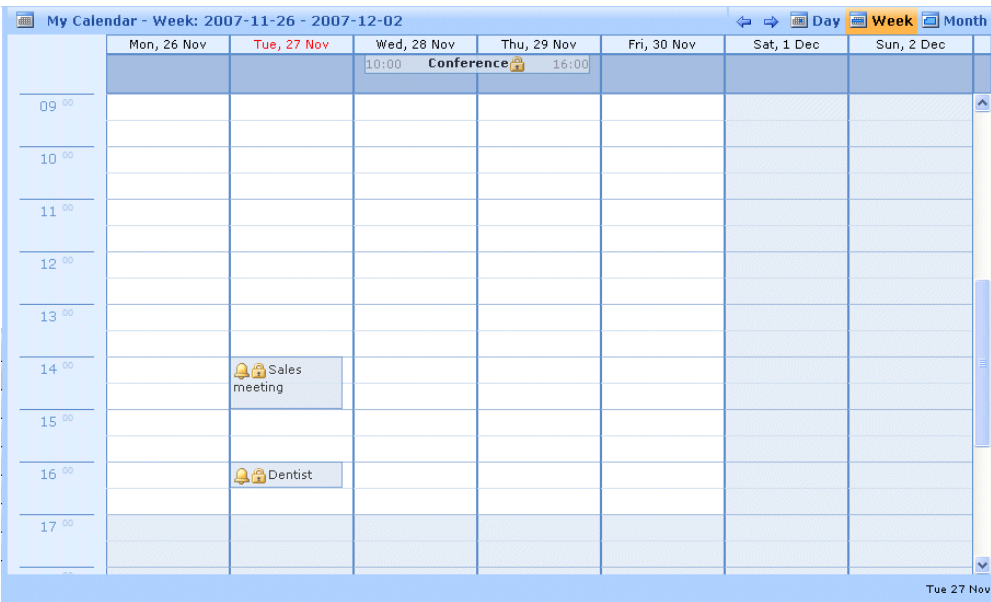 My Calendar - Week: 2007-11-26 - 2007-12-02 Day Week Month
Mon, 26 Nov Tue, 27 Nov Wed, 28 Nov Thu, 29 Nov Fri, 30 Nov Sat, 1 Dec Sun, 2 Dec
10:00 Conference 16:00
09 00
10 00
11 00
12 00
13 00
14 00 Sales
meeting
15 00
16 00 Dentist
17 00
Tue 27 Nov